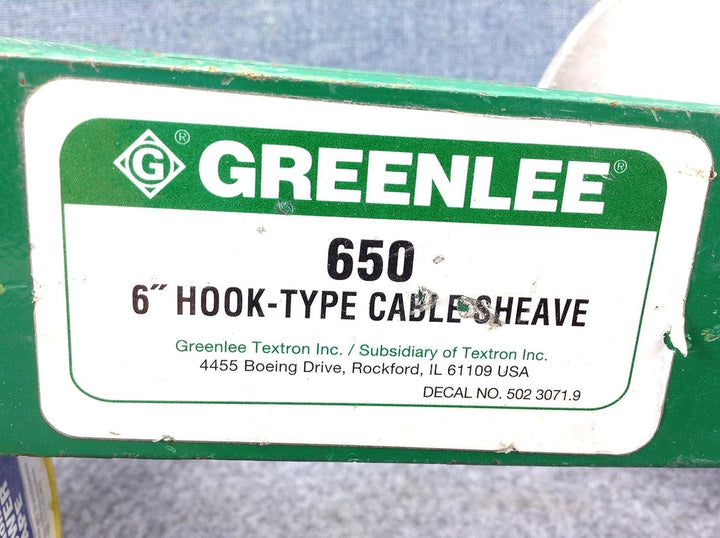 G® GREENLEE®
650
6″ HOOK-TYPE CABLE SHEAVE
Greenlee Textron Inc. / Subsidiary of Textron Inc.
4455 Boeing Drive, Rockford, IL 61109 USA
DECAL NO. 502 3071.9